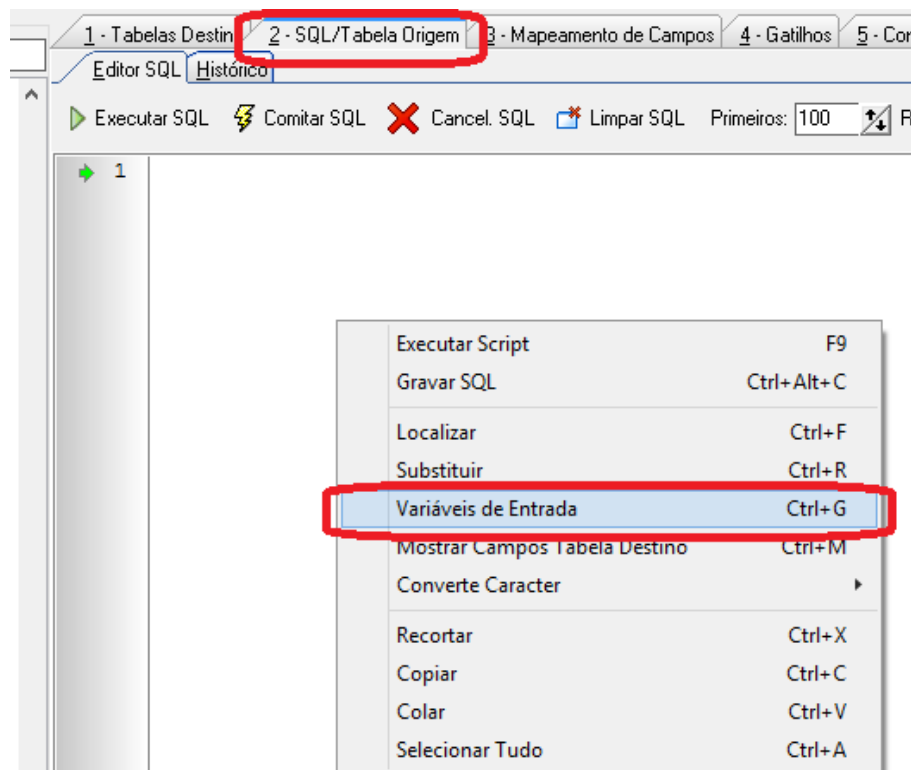 1 - Tabelas Destin 2 - SQL/Tabela Origem 3 - Mapeamento de Campos 4 - Gatilhos 5 - Con
Editor SQL Histórico
Executar SQL Comitar SQL Cancel. SQL Limpar SQL Primeiros: 100 R
1
Executar Script F9
Gravar SQL Ctrl+Alt+C
Localizar Ctrl+F
Substituir Ctrl+R
Variáveis de Entrada Ctrl+G
Mostrar Campos Tabela Destino Ctrl+M
Converte Caracter
Recortar Ctrl+X
Copiar Ctrl+C
Colar Ctrl+V
Selecionar Tudo Ctrl+A